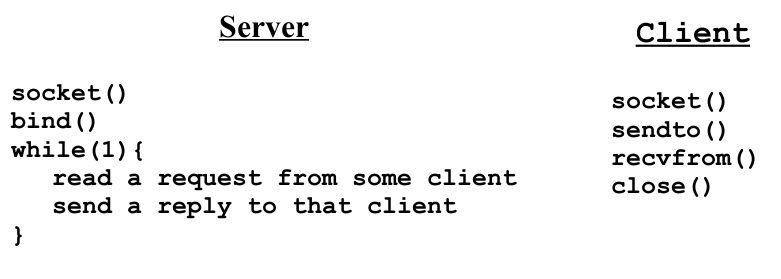 Server
socket()
bind()
while(1){
read a request from some client
send a reply to that client
}
Client
socket()
sendto()
recvfrom()
close()